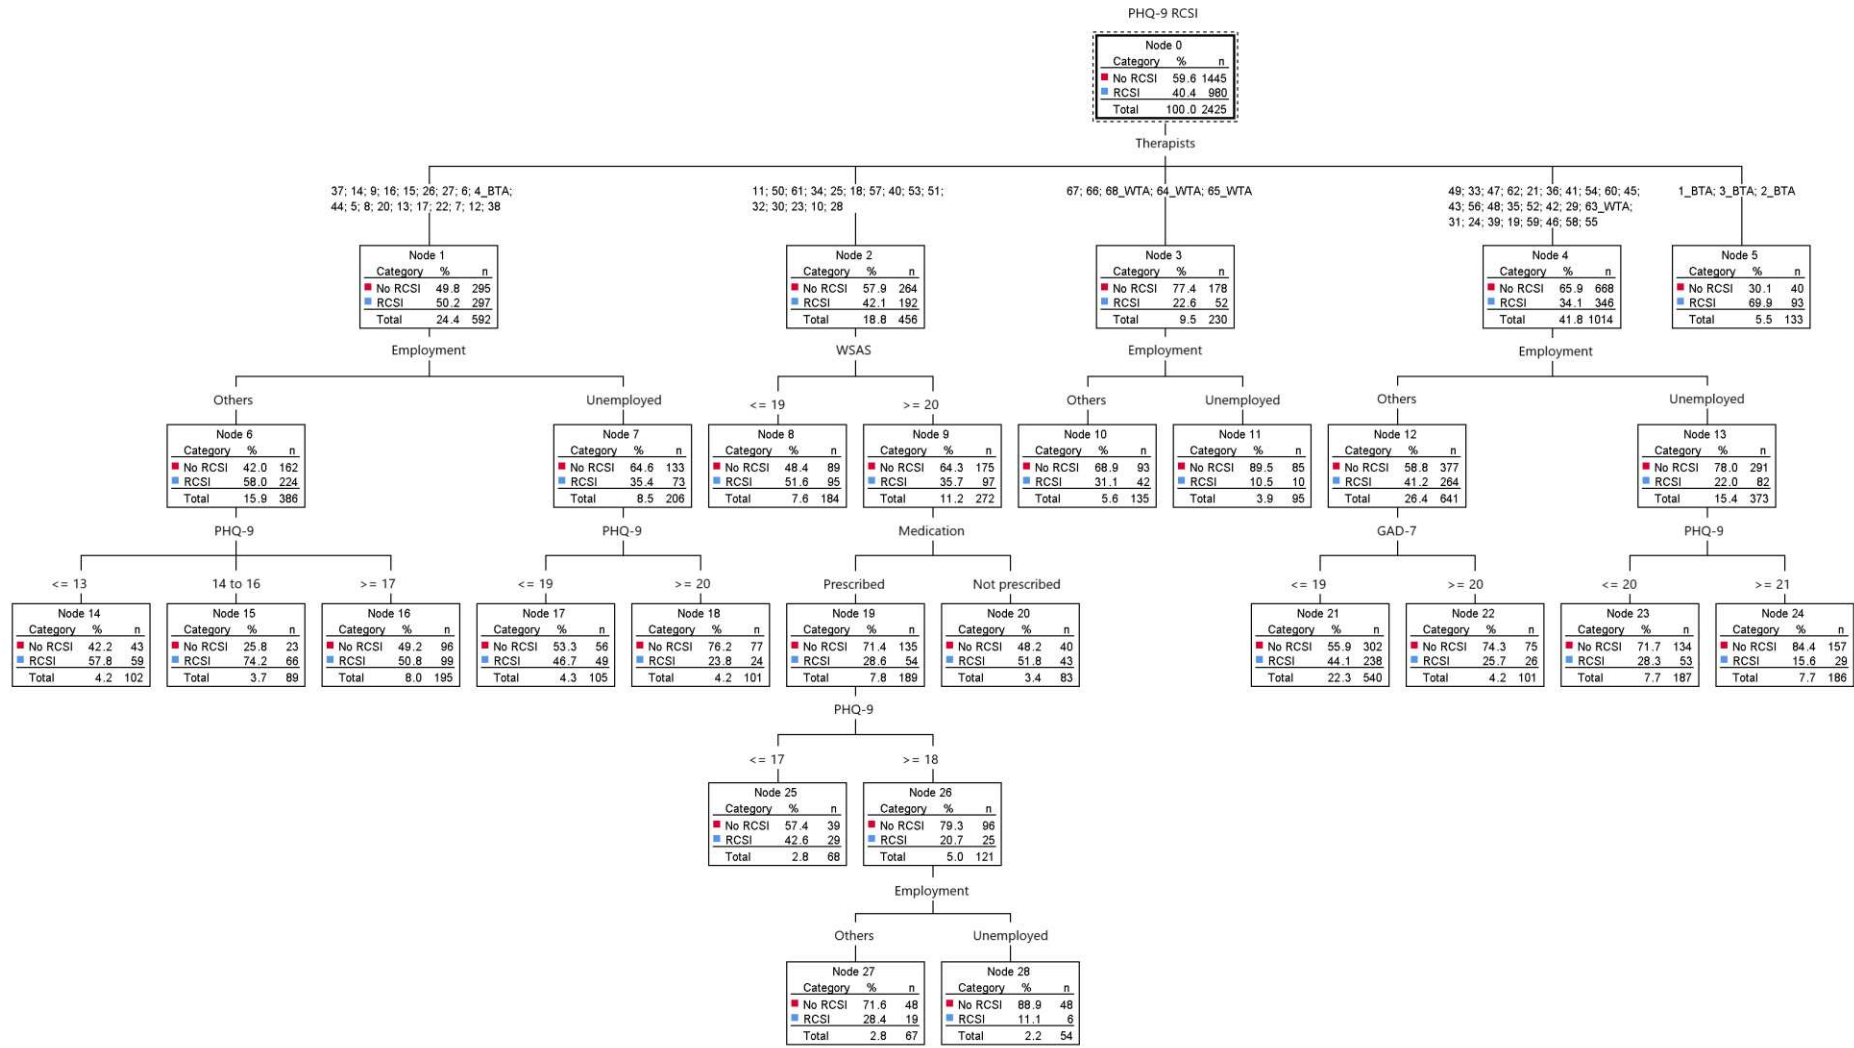 PHQ-9 RCSI
Node 0
Category % n
No RCSI 59.6 1445
RCSI 40.4 980
Total 100.0 2425
Therapists
37; 14; 9; 16; 15; 26; 27; 6; 4_BTA;
44; 5; 8; 20; 13; 17; 22; 7; 12; 38
11; 50; 61; 34; 25; 18; 57; 40; 53; 51;
32; 30; 23; 10; 28
67; 66; 68_WTA; 64_WTA; 65_WTA
49; 33; 47; 62; 21; 36; 41; 54; 60; 45;
43; 56; 48; 35; 52; 42; 29; 63_WTA;
31; 24; 39; 19; 59; 46; 58; 55
1_BTA; 3_BTA; 2_BTA
Node 1
Category % n
No RCSI 49.8 295
RCSI 50.2 297
Total 24.4 592
Node 2
Category % n
No RCSI 57.9 264
RCSI 42.1 192
Total 18.8 456
Node 3
Category % n
No RCSI 77.4 178
RCSI 22.6 52
Total 9.5 230
Node 4
Category % n
No RCSI 65.9 668
RCSI 34.1 346
Total 41.8 1014
Node 5
Category % n
No RCSI 30.1 40
RCSI 69.9 93
Total 5.5 133
Employment
WSAS
Employment
Employment
Others
Unemployed
<= 19
>= 20
Others
Unemployed
Others
Unemployed
Node 6
Category % n
No RCSI 42.0 162
RCSI 58.0 224
Total 15.9 386
Node 7
Category % n
No RCSI 64.6 133
RCSI 35.4 73
Total 8.5 206
Node 8
Category % n
No RCSI 48.4 89
RCSI 51.6 95
Total 7.6 184
Node 9
Category % n
No RCSI 64.3 175
RCSI 35.7 97
Total 11.2 272
Node 10
Category % n
No RCSI 68.9 93
RCSI 31.1 42
Total 5.6 135
Node 11
Category % n
No RCSI 89.5 85
RCSI 10.5 10
Total 3.9 95
Node 12
Category % n
No RCSI 58.8 377
RCSI 41.2 264
Total 26.4 641
Node 13
Category % n
No RCSI 78.0 291
RCSI 22.0 82
Total 15.4 373
PHQ-9
PHQ-9
Medication
GAD-7
PHQ-9
<= 13
14 to 16
>= 17
<= 19
>= 20
Prescribed
Not prescribed
<= 19
>= 20
<= 20
>= 21
Node 14
Category % n
No RCSI 42.2 43
RCSI 57.8 59
Total 4.2 102
Node 15
Category % n
No RCSI 25.8 23
RCSI 74.2 66
Total 3.7 89
Node 16
Category % n
No RCSI 49.2 96
RCSI 50.8 99
Total 8.0 195
Node 17
Category % n
No RCSI 53.3 56
RCSI 46.7 49
Total 4.3 105
Node 18
Category % n
No RCSI 76.2 77
RCSI 23.8 24
Total 4.2 101
Node 19
Category % n
No RCSI 71.4 135
RCSI 28.6 54
Total 7.8 189
Node 20
Category % n
No RCSI 48.2 40
RCSI 51.8 43
Total 3.4 83
Node 21
Category % n
No RCSI 55.9 302
RCSI 44.1 238
Total 22.3 540
Node 22
Category % n
No RCSI 74.3 75
RCSI 25.7 26
Total 4.2 101
Node 23
Category % n
No RCSI 71.7 134
RCSI 28.3 53
Total 7.7 187
Node 24
Category % n
No RCSI 84.4 157
RCSI 15.6 29
Total 7.7 186
PHQ-9
<= 17
>= 18
Node 25
Category % n
No RCSI 57.4 39
RCSI 42.6 29
Total 2.8 68
Node 26
Category % n
No RCSI 79.3 96
RCSI 20.7 25
Total 5.0 121
Employment
Others
Unemployed
Node 27
Category % n
No RCSI 71.6 48
RCSI 28.4 19
Total 2.8 67
Node 28
Category % n
No RCSI 88.9 48
RCSI 11.1 6
Total 2.2 54